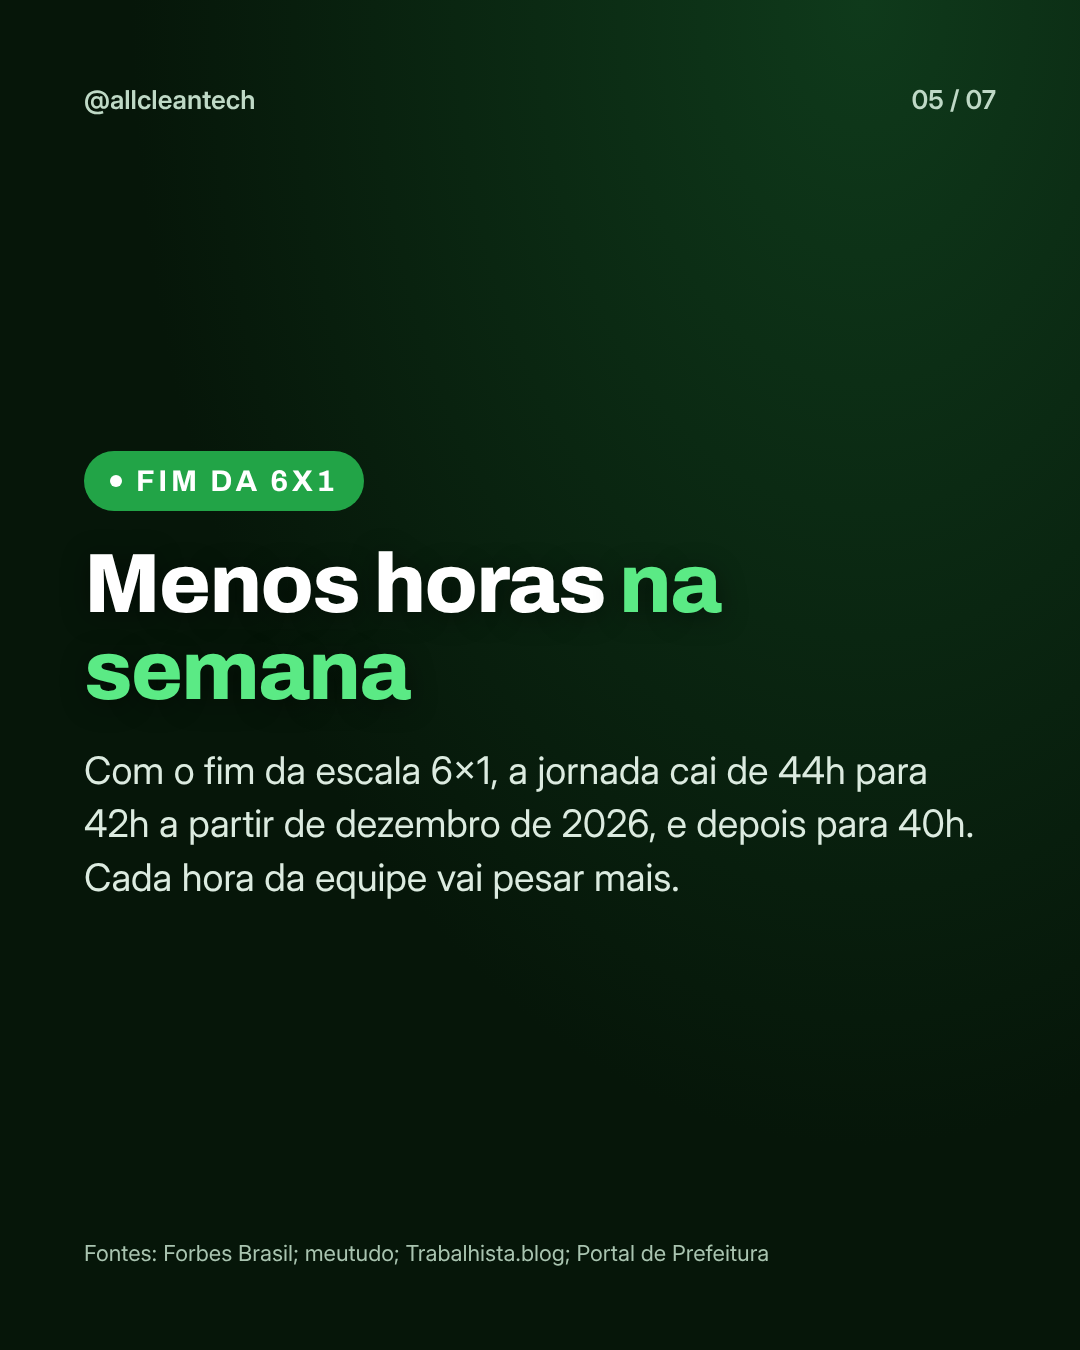 @allcleantech
05 / 07
• FIM DA 6X1
Menos horas na
semana
Com o fim da escala 6×1, a jornada cai de 44h para
42h a partir de dezembro de 2026, e depois para 40h.
Cada hora da equipe vai pesar mais.
Fontes: Forbes Brasil; meutudo; Trabalhista.blog; Portal de Prefeitura